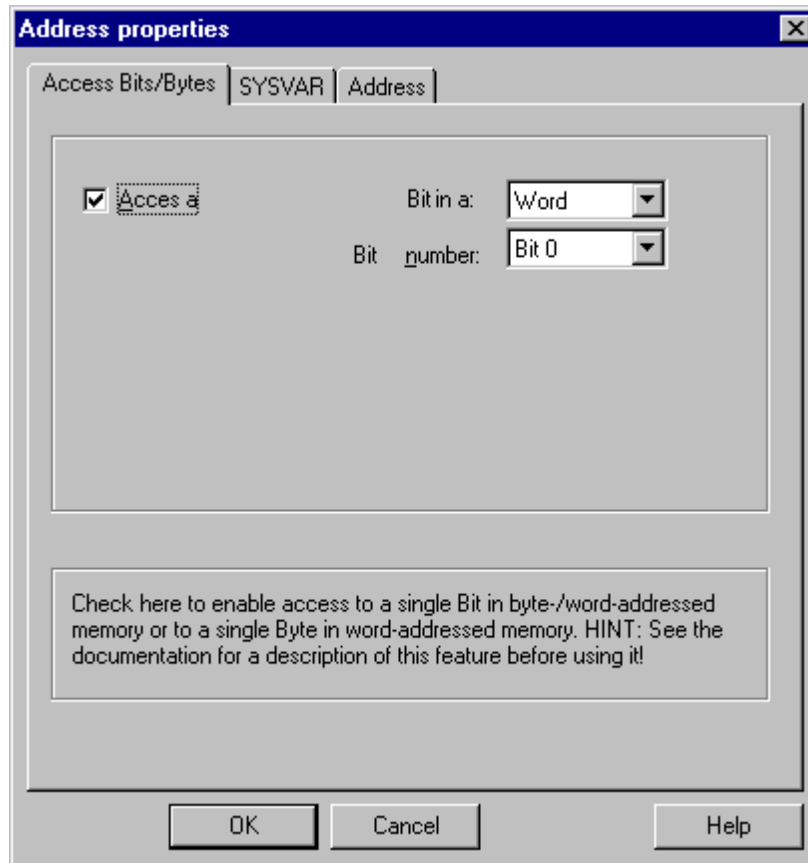 Address properties
Access Bits/Bytes SYSVAR Address
Acces a Bit in a: Word
Bit number: Bit 0
Check here to enable access to a single Bit in byte-/word-addressed
memory or to a single Byte in word-addressed memory. HINT: See the
documentation for a description of this feature before using it!
OK Cancel Help